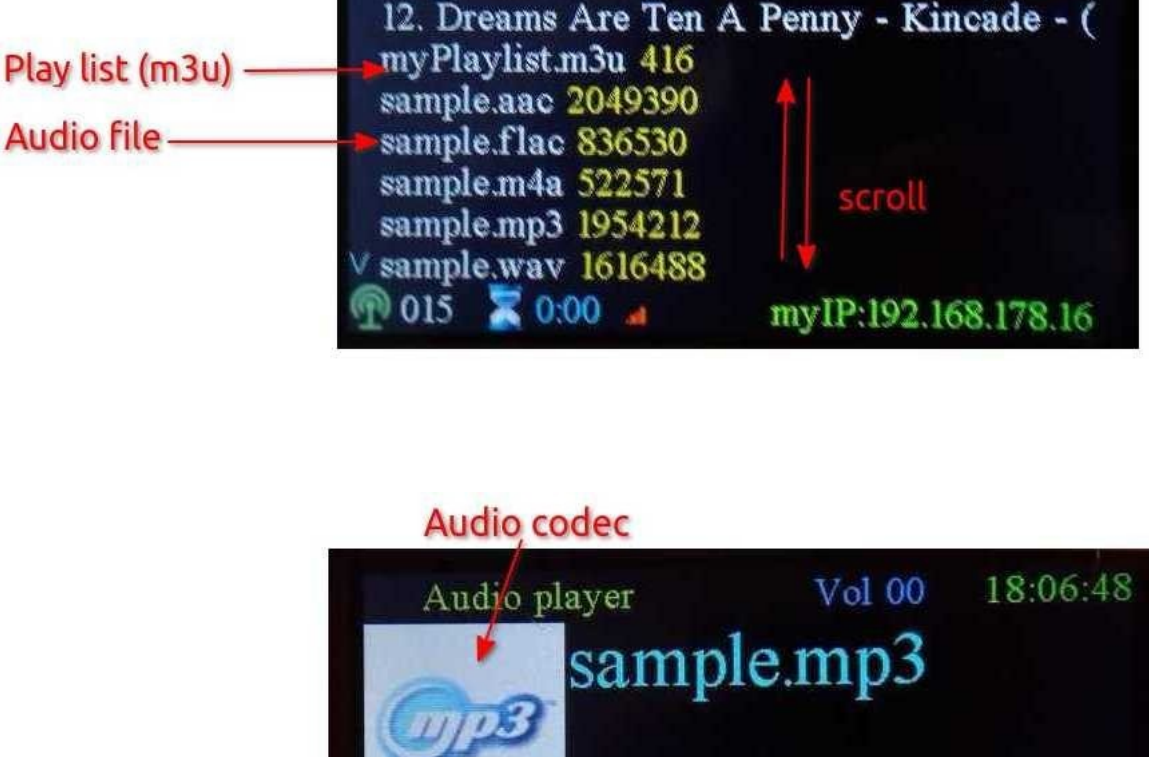 12. Dreams Are Ten A Penny - Kincade - (
Play list (m3u)
myPlaylist.m3u 416
sample.aac 2049390
Audio file
sample.flac 836530
sample.m4a 522571
scroll
sample.mp3 1954212
V sample.wav 1616488
015 0:00 myIP:192.168.178.16
Audio codec
Audio player Vol 00 18:06:48
sample.mp3
mp3